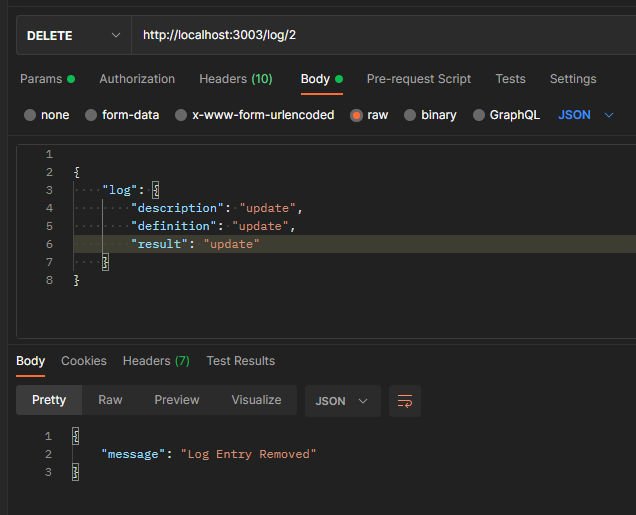 DELETE http://localhost:3003/log/2
Params Authorization Headers (10) Body Pre-request Script Tests Settings
none form-data x-www-form-urlencoded raw binary GraphQL JSON
1
2 {
3 "log": {
4 "description": "update",
5 "definition": "update",
6 "result": "update"
7 }
8 }
Body Cookies Headers (7) Test Results
Pretty Raw Preview Visualize JSON
1 {
2 "message": "Log Entry Removed"
3 }